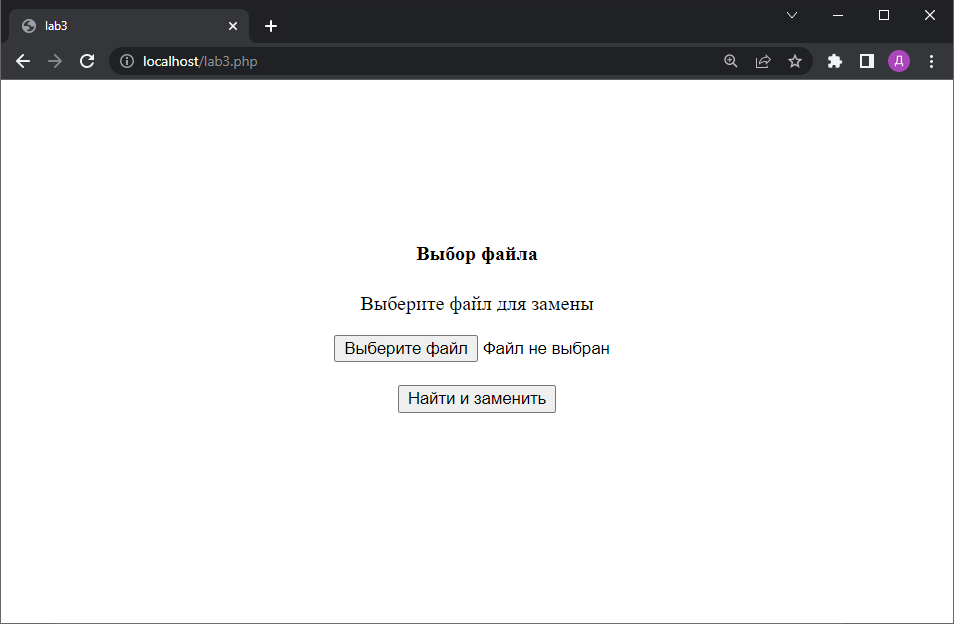 lab3
localhost/lab3.php
Д
Выбор файла
Выберите файл для замены
Выберите файл Файл не выбран
Найти и заменить